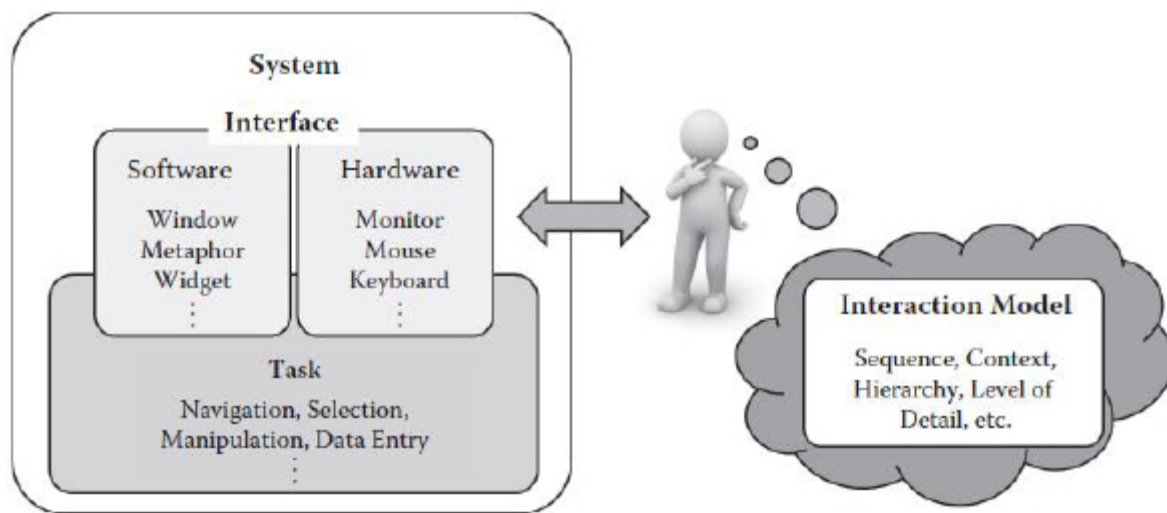 System
Interface
Software
Window
Metaphor
Widget
⋮
Hardware
Monitor
Mouse
Keyboard
⋮
Task
Navigation, Selection,
Manipulation, Data Entry
⋮
Interaction Model
Sequence, Context,
Hierarchy, Level of
Detail, etc.